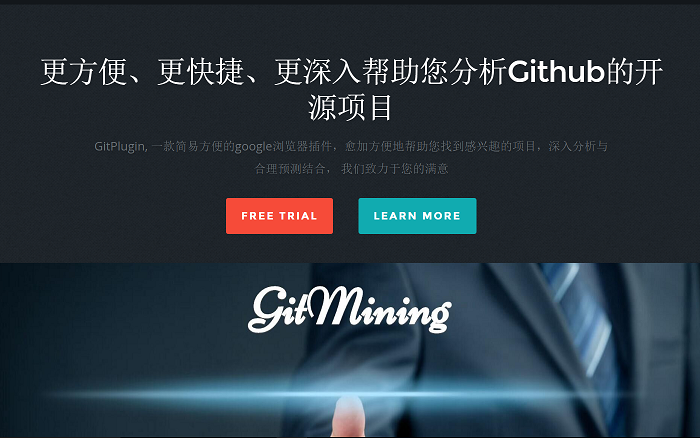 更方便、更快捷、更深入帮助您分析Github的开
源项目
GitPlugin, 一款简易方便的google浏览器插件，愈加方便地帮助您找到感兴趣的项目，深入分析与
合理预测结合， 我们致力于您的满意
FREE TRIAL
LEARN MORE
GitMining